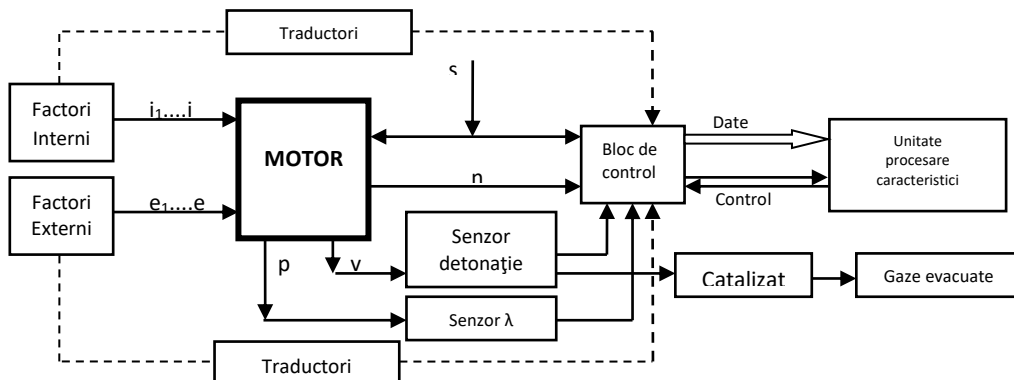 Traductori
s
Factori
Interni
i₁....i
MOTOR
Bloc de
control
Date
Unitate
procesare
caracteristici
n
Control
Factori
Externi
e₁....e
p
v
Senzor
detonaţie
Catalizat
Gaze evacuate
Senzor λ
Traductori